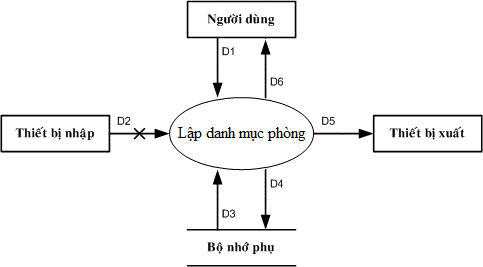 Người dùng
D1
D6
Thiết bị nhập
D2
Lập danh mục phòng
D5
Thiết bị xuất
D3
D4
Bộ nhớ phụ